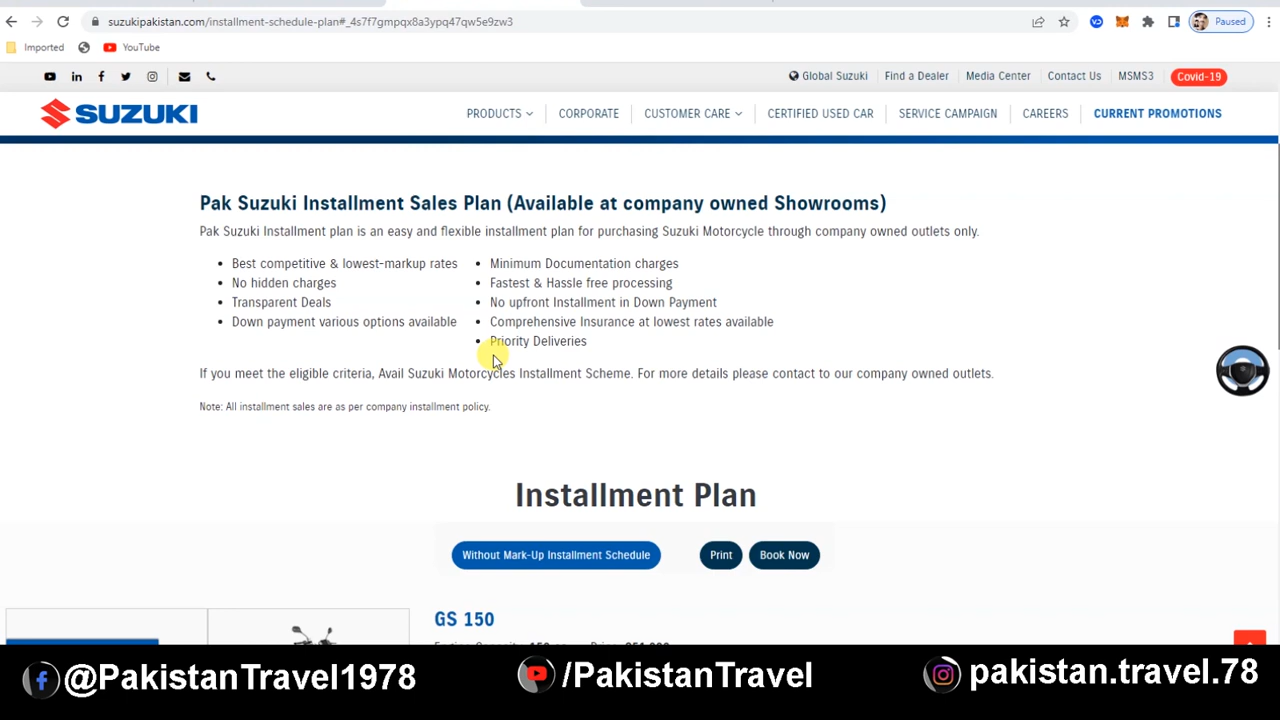 suzukipakistan.com/installment-schedule-plan#_4s7f7gmpqx8a3ypq47qw5e9zw3
Paused
Imported
YouTube
Global Suzuki
Find a Dealer
Media Center
Contact Us
MSMS3
Covid-19
SUZUKI
PRODUCTS
CORPORATE
CUSTOMER CARE
CERTIFIED USED CAR
SERVICE CAMPAIGN
CAREERS
CURRENT PROMOTIONS
Pak Suzuki Installment Sales Plan (Available at company owned Showrooms)
Pak Suzuki Installment plan is an easy and flexible installment plan for purchasing Suzuki Motorcycle through company owned outlets only.
Best competitive & lowest-markup rates
No hidden charges
Transparent Deals
Down payment various options available
Minimum Documentation charges
Fastest & Hassle free processing
No upfront Installment in Down Payment
Comprehensive Insurance at lowest rates available
Priority Deliveries
If you meet the eligible criteria, Avail Suzuki Motorcycles Installment Scheme. For more details please contact to our company owned outlets.
Note: All installment sales are as per company installment policy.
Installment Plan
Without Mark-Up Installment Schedule
Print
Book Now
GS 150
@PakistanTravel1978
/PakistanTravel
pakistan.travel.78